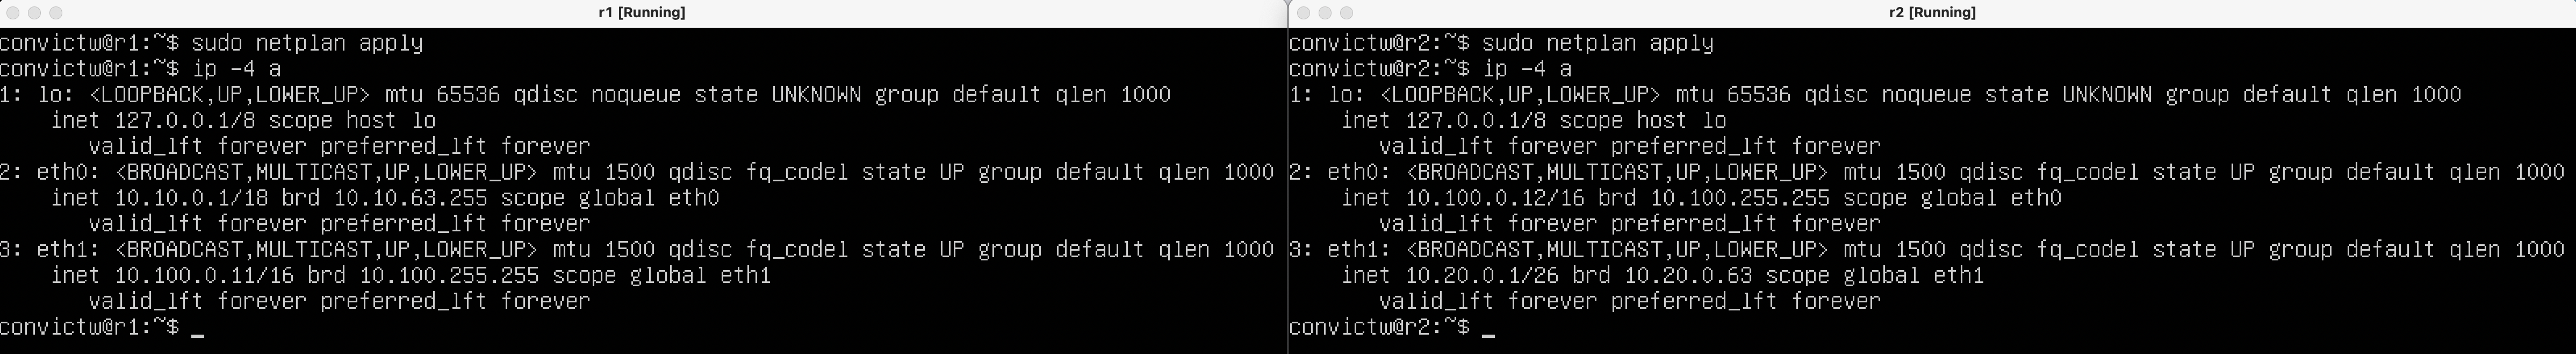 r1 [Running]
convictw@r1:~$ sudo netplan apply
convictw@r1:~$ ip -4 a
1: lo: <LOOPBACK,UP,LOWER_UP> mtu 65536 qdisc noqueue state UNKNOWN group default qlen 1000
    inet 127.0.0.1/8 scope host lo
       valid_lft forever preferred_lft forever
2: eth0: <BROADCAST,MULTICAST,UP,LOWER_UP> mtu 1500 qdisc fq_codel state UP group default qlen 1000
    inet 10.10.0.1/18 brd 10.10.63.255 scope global eth0
       valid_lft forever preferred_lft forever
3: eth1: <BROADCAST,MULTICAST,UP,LOWER_UP> mtu 1500 qdisc fq_codel state UP group default qlen 1000
    inet 10.100.0.11/16 brd 10.100.255.255 scope global eth1
       valid_lft forever preferred_lft forever
convictw@r1:~$ _
r2 [Running]
convictw@r2:~$ sudo netplan apply
convictw@r2:~$ ip -4 a
1: lo: <LOOPBACK,UP,LOWER_UP> mtu 65536 qdisc noqueue state UNKNOWN group default qlen 1000
    inet 127.0.0.1/8 scope host lo
       valid_lft forever preferred_lft forever
2: eth0: <BROADCAST,MULTICAST,UP,LOWER_UP> mtu 1500 qdisc fq_codel state UP group default qlen 1000
    inet 10.100.0.12/16 brd 10.100.255.255 scope global eth0
       valid_lft forever preferred_lft forever
3: eth1: <BROADCAST,MULTICAST,UP,LOWER_UP> mtu 1500 qdisc fq_codel state UP group default qlen 1000
    inet 10.20.0.1/26 brd 10.20.0.63 scope global eth1
       valid_lft forever preferred_lft forever
convictw@r2:~$ _